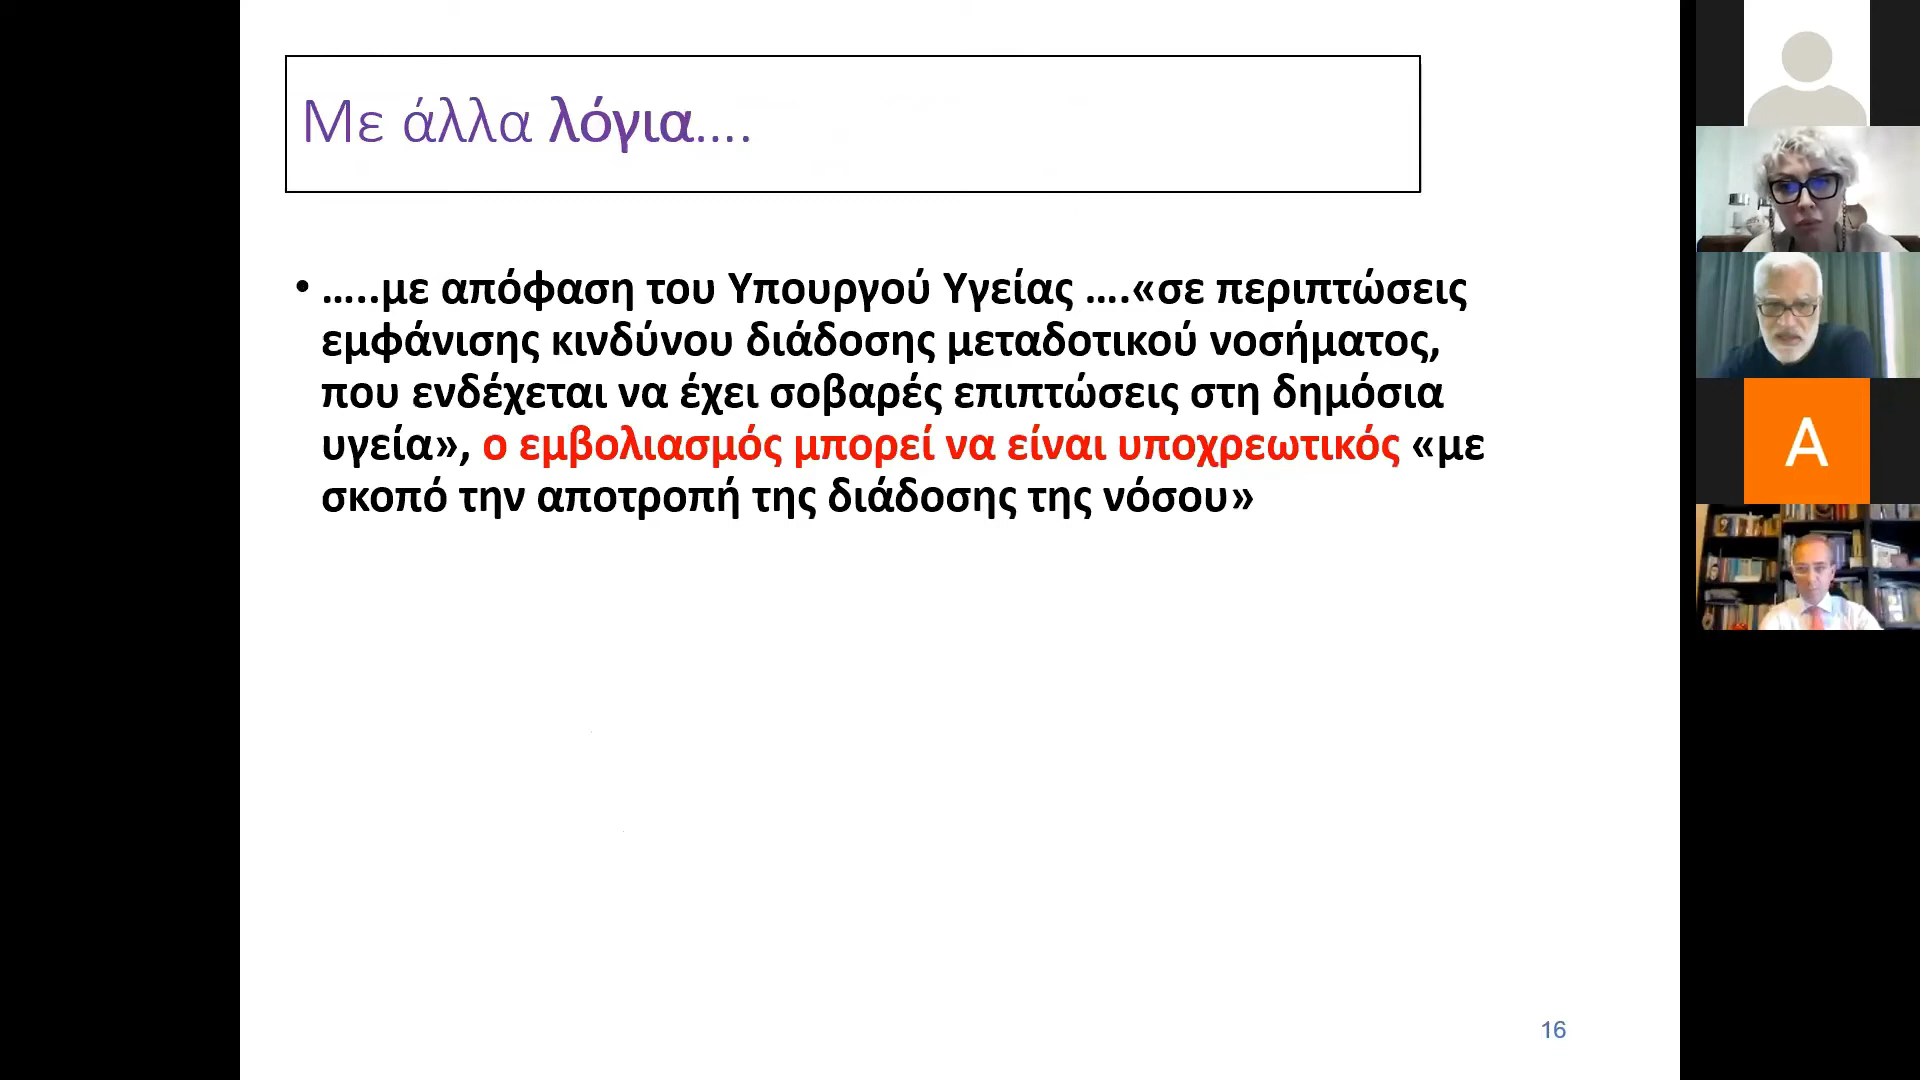 Με άλλα λόγια….
• …..με απόφαση του Υπουργού Υγείας ….«σε περιπτώσεις
εμφάνισης κινδύνου διάδοσης μεταδοτικού νοσήματος,
που ενδέχεται να έχει σοβαρές επιπτώσεις στη δημόσια
υγεία», ο εμβολιασμός μπορεί να είναι υποχρεωτικός «με
σκοπό την αποτροπή της διάδοσης της νόσου»
16
A